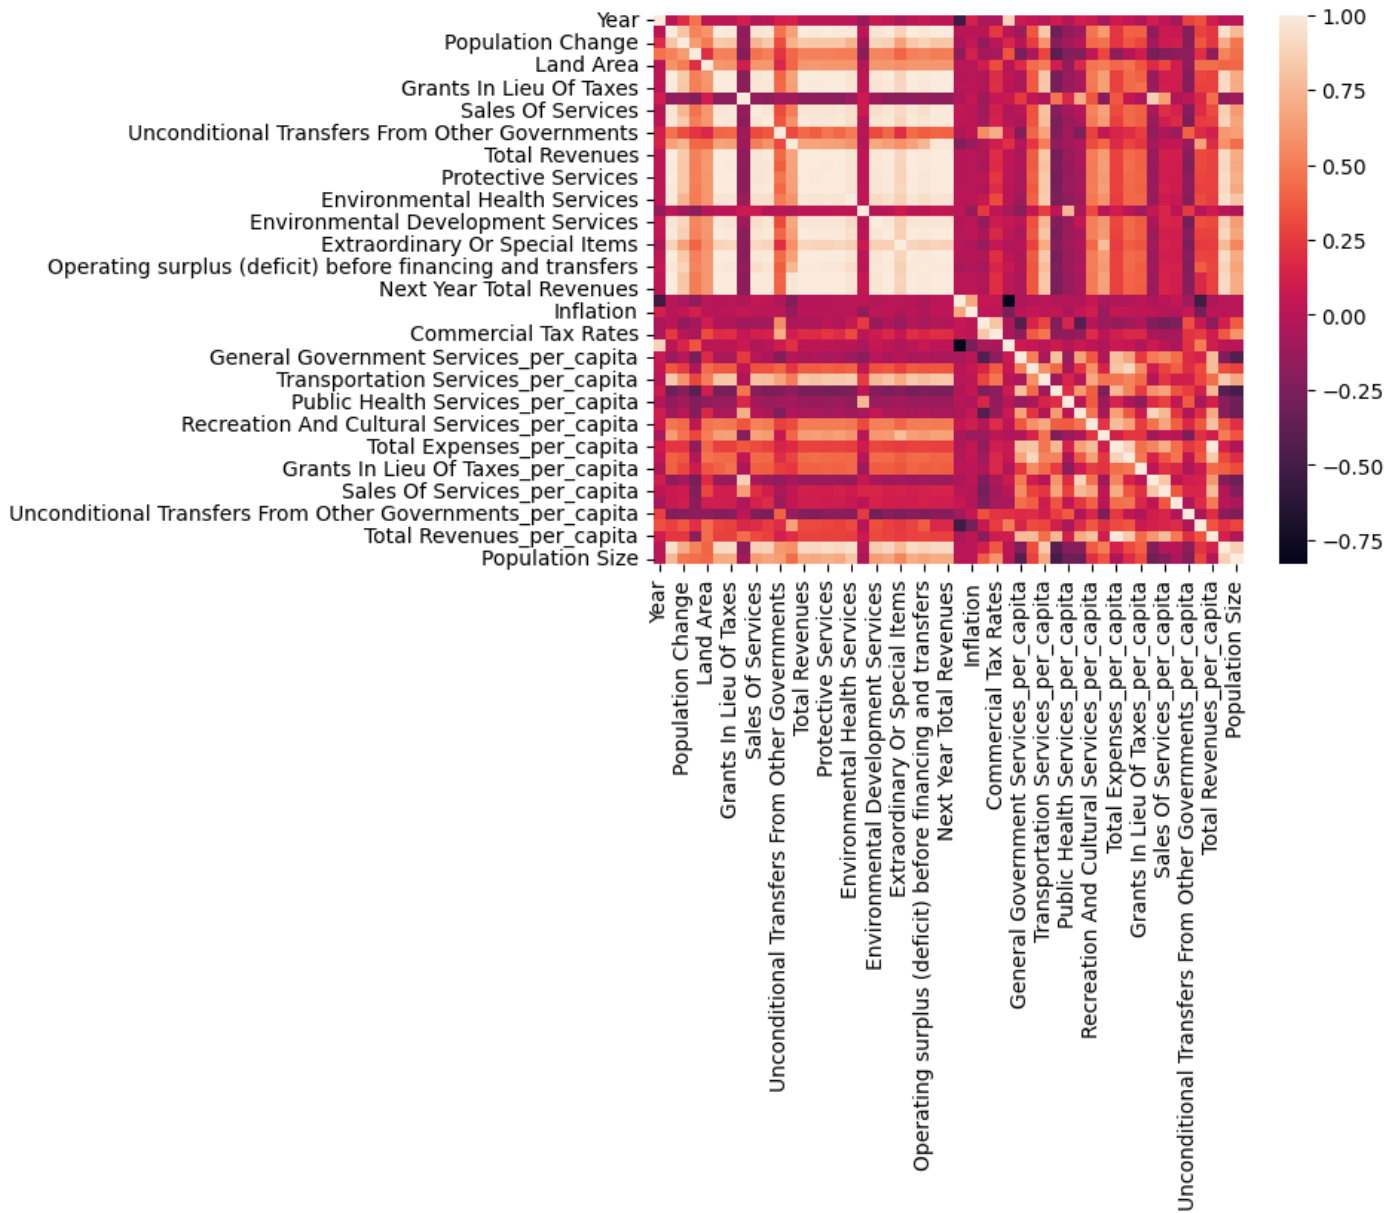 Year
Population Change
Land Area
Grants In Lieu Of Taxes
Sales Of Services
Unconditional Transfers From Other Governments
Total Revenues
Protective Services
Environmental Health Services
Environmental Development Services
Extraordinary Or Special Items
Operating surplus (deficit) before financing and transfers
Next Year Total Revenues
Inflation
Commercial Tax Rates
General Government Services_per_capita
Transportation Services_per_capita
Public Health Services_per_capita
Recreation And Cultural Services_per_capita
Total Expenses_per_capita
Grants In Lieu Of Taxes_per_capita
Sales Of Services_per_capita
Unconditional Transfers From Other Governments_per_capita
Total Revenues_per_capita
Population Size
1.00
0.75
0.50
0.25
0.00
−0.25
−0.50
−0.75
Year
Population Change
Land Area
Grants In Lieu Of Taxes
Sales Of Services
Unconditional Transfers From Other Governments
Total Revenues
Protective Services
Environmental Health Services
Environmental Development Services
Extraordinary Or Special Items
Operating surplus (deficit) before financing and transfers
Next Year Total Revenues
Inflation
Commercial Tax Rates
General Government Services_per_capita
Transportation Services_per_capita
Public Health Services_per_capita
Recreation And Cultural Services_per_capita
Total Expenses_per_capita
Grants In Lieu Of Taxes_per_capita
Sales Of Services_per_capita
Unconditional Transfers From Other Governments_per_capita
Total Revenues_per_capita
Population Size